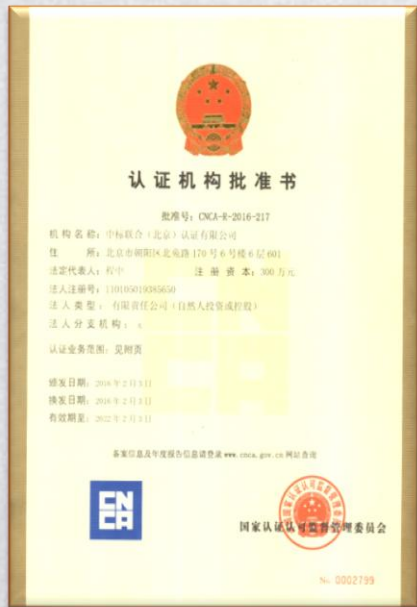 认证机构批准书
批准号：CNCA-R-2016-217
机构名称：中标联合（北京）认证有限公司
住 所：北京市朝阳区北苑路170号6号楼6层601
法定代表人：程中 注册资本：300万元
法人注册号：110105019385650
法人类型：有限责任公司（自然人投资或控股）
法人分支机构：x
认证业务范围：见附页
颁发日期：2016年2月3日
换发日期：2016年2月3日
有效期至：2022年2月3日
备案信息及年度报告信息请登录www.cnca.gov.cn网站查询
CNCA
国家认证认可监督管理委员会
No 0002799